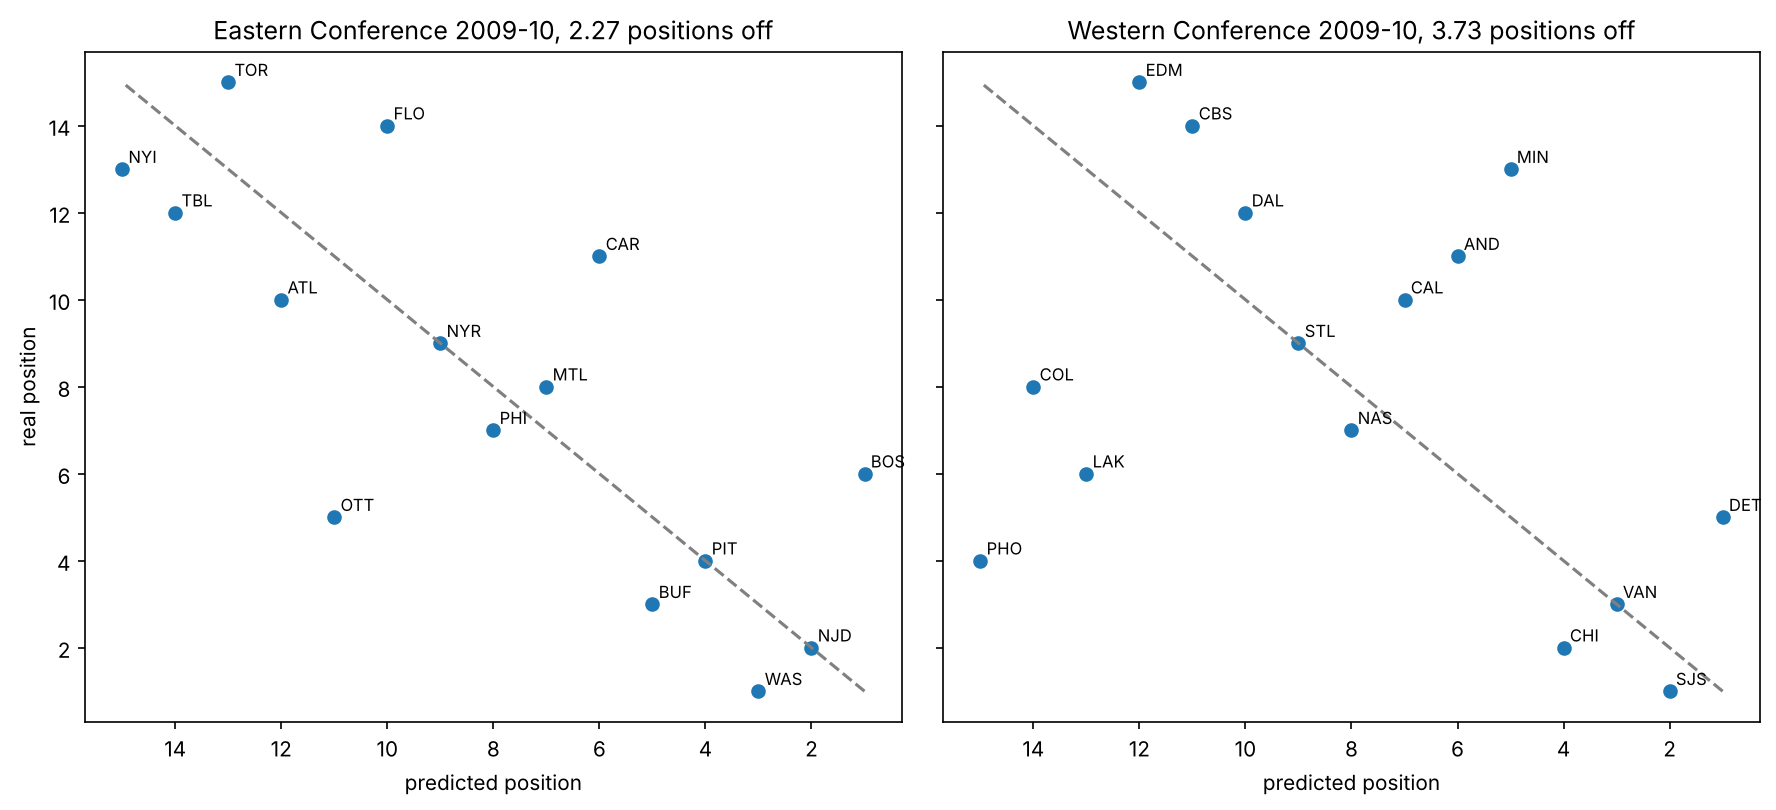 Eastern Conference 2009-10, 2.27 positions off
TOR
FLO
NYI
TBL
CAR
ATL
NYR
MTL
PHI
BOS
OTT
PIT
BUF
NJD
WAS
14
12
10
8
6
4
2
real position
14 12 10 8 6 4 2
predicted position
Western Conference 2009-10, 3.73 positions off
EDM
CBS
MIN
DAL
AND
CAL
STL
COL
NAS
LAK
DET
PHO
VAN
CHI
SJS
14 12 10 8 6 4 2
predicted position